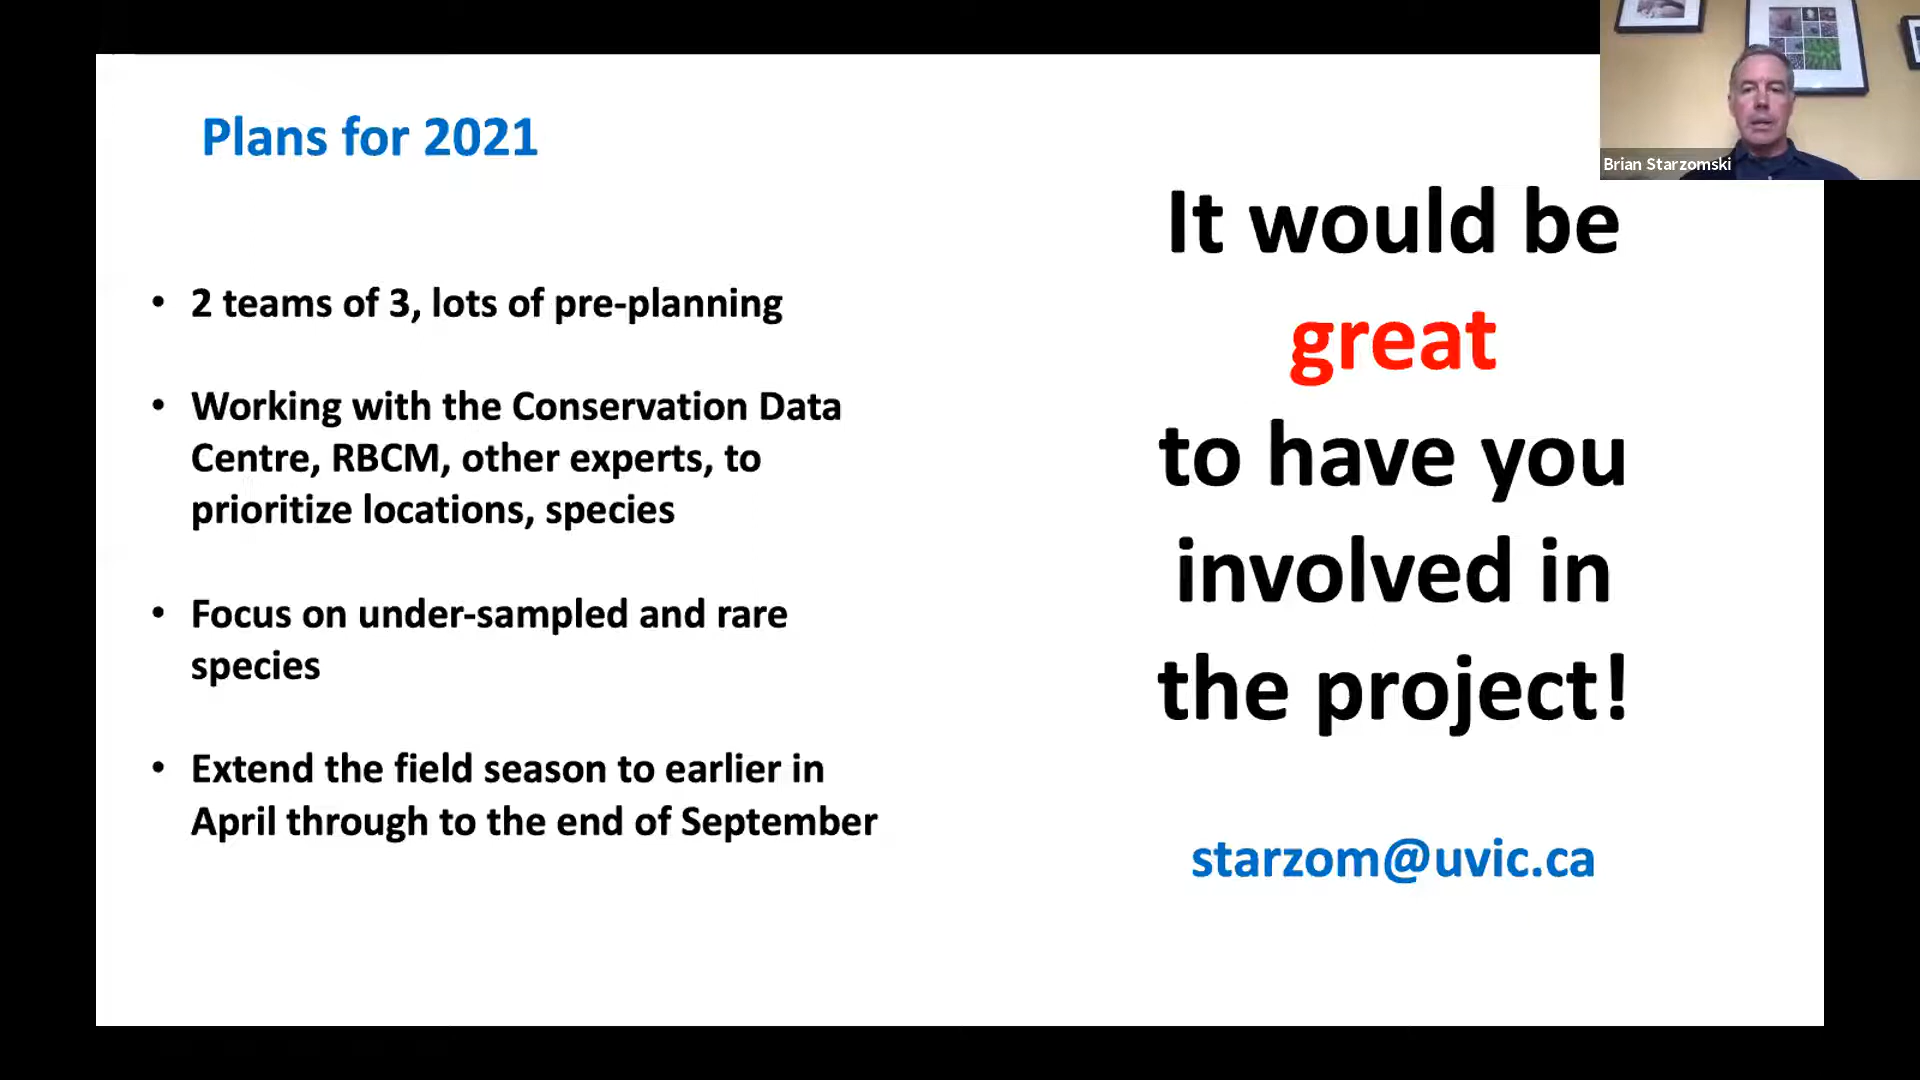 Plans for 2021
• 2 teams of 3, lots of pre-planning
• Working with the Conservation Data
Centre, RBCM, other experts, to
prioritize locations, species
• Focus on under-sampled and rare
species
• Extend the field season to earlier in
April through to the end of September
It would be
great
to have you
involved in
the project!
starzom@uvic.ca
Brian Starzomski